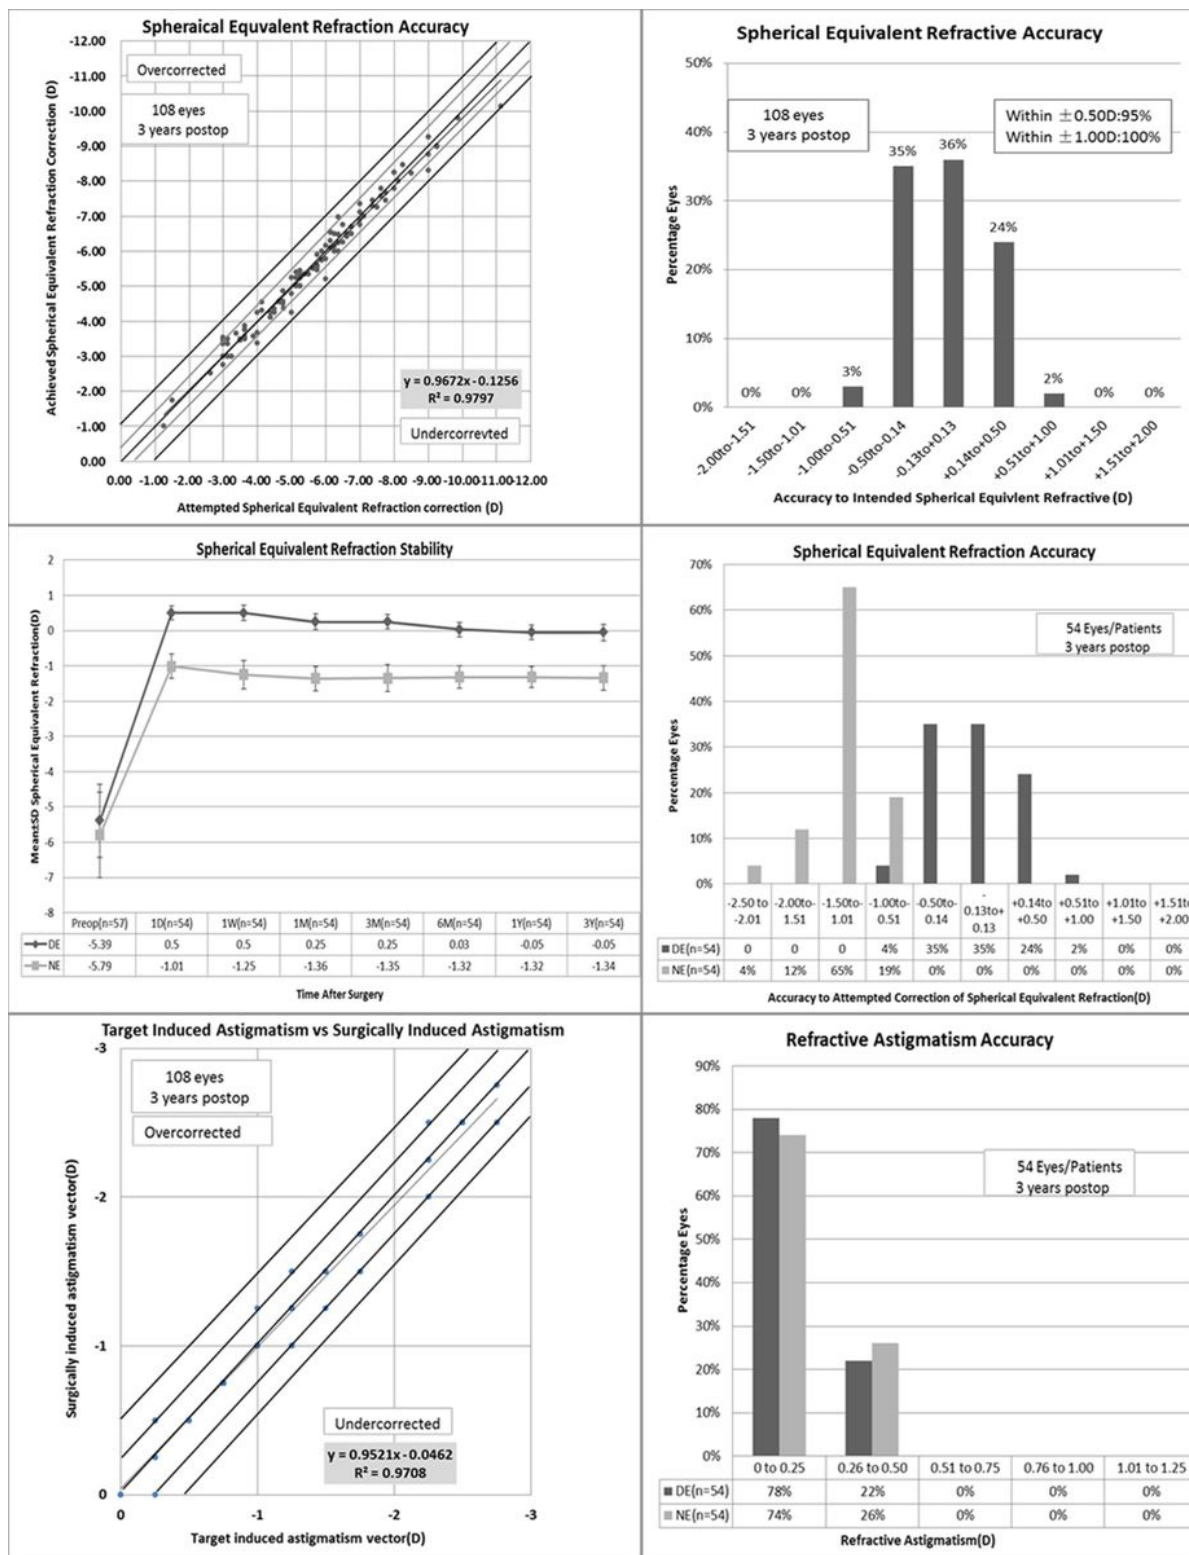 Spheraical Equvalent Refraction Accuracy
-12.00
-11.00
-10.00
-9.00
-8.00
-7.00
-6.00
-5.00
-4.00
-3.00
-2.00
-1.00
0.00
Achieved Spherical Equivalent Refraction Correction (D)
Overcorrected
108 eyes
3 years postop
y = 0.9672x - 0.1256
R² = 0.9797
Undercorrevted
0.00 -1.00 -2.00 -3.00 -4.00 -5.00 -6.00 -7.00 -8.00 -9.00 -10.00 -11.00 -12.00
Attempted Spherical Equivalent Refraction correction (D)
Spherical Equivalent Refractive Accuracy
50%
40%
30%
20%
10%
0%
Percentage Eyes
108 eyes
3 years postop
Within ±0.50D:95%
Within ±1.00D:100%
0% 0% 3% 35% 36% 24% 2% 0% 0%
-2.00to-1.51
-1.50to-1.01
-1.00to-0.51
-0.50to-0.14
-0.13to+0.13
+0.14to+0.50
+0.51to+1.00
+1.01to+1.50
+1.51to+2.00
Accuracy to Intended Spherical Equivlent Refractive (D)
Spherical Equivalent Refraction Stability
2
1
0
-1
-2
-3
-4
-5
-6
-7
-8
Mean±SD Spherical Equivalent Refraction(D)
Preop(n=57) 1D(n=54) 1W(n=54) 1M(n=54) 3M(n=54) 6M(n=54) 1Y(n=54) 3Y(n=54)
DE -5.39 0.5 0.5 0.25 0.25 0.03 -0.05 -0.05
NE -5.79 -1.01 -1.25 -1.36 -1.35 -1.32 -1.32 -1.34
Time After Surgery
Spherical Equivalent Refraction Accuracy
70%
60%
50%
40%
30%
20%
10%
0%
Percentage Eyes
54 Eyes/Patients
3 years postop
-2.50 to -2.00to- -1.50to- -1.00to- -0.50to- - +0.14to +0.51to +1.01to +1.51to
-2.01 1.51 1.01 0.51 0.14 0.13to+ +0.50 +1.00 +1.50 +2.00
0.13
DE(n=54) 0 0 0 4% 35% 35% 24% 2% 0% 0%
NE(n=54) 4% 12% 65% 19% 0% 0% 0% 0% 0% 0%
Accuracy to Attempted Correction of Spherical Equivalent Refraction(D)
Target Induced Astigmatism vs Surgically Induced Astigmatism
-3
-2
-1
0
Surgically induced astigmatism vector(D)
108 eyes
3 years postop
Overcorrected
Undercorrected
y = 0.9521x - 0.0462
R² = 0.9708
0 -1 -2 -3
Target induced astigmatism vector(D)
Refractive Astigmatism Accuracy
90%
80%
70%
60%
50%
40%
30%
20%
10%
0%
Percentage Eyes
54 Eyes/Patients
3 years postop
0 to 0.25 0.26 to 0.50 0.51 to 0.75 0.76 to 1.00 1.01 to 1.25
DE(n=54) 78% 22% 0% 0% 0%
NE(n=54) 74% 26% 0% 0% 0%
Refractive Astigmatism(D)